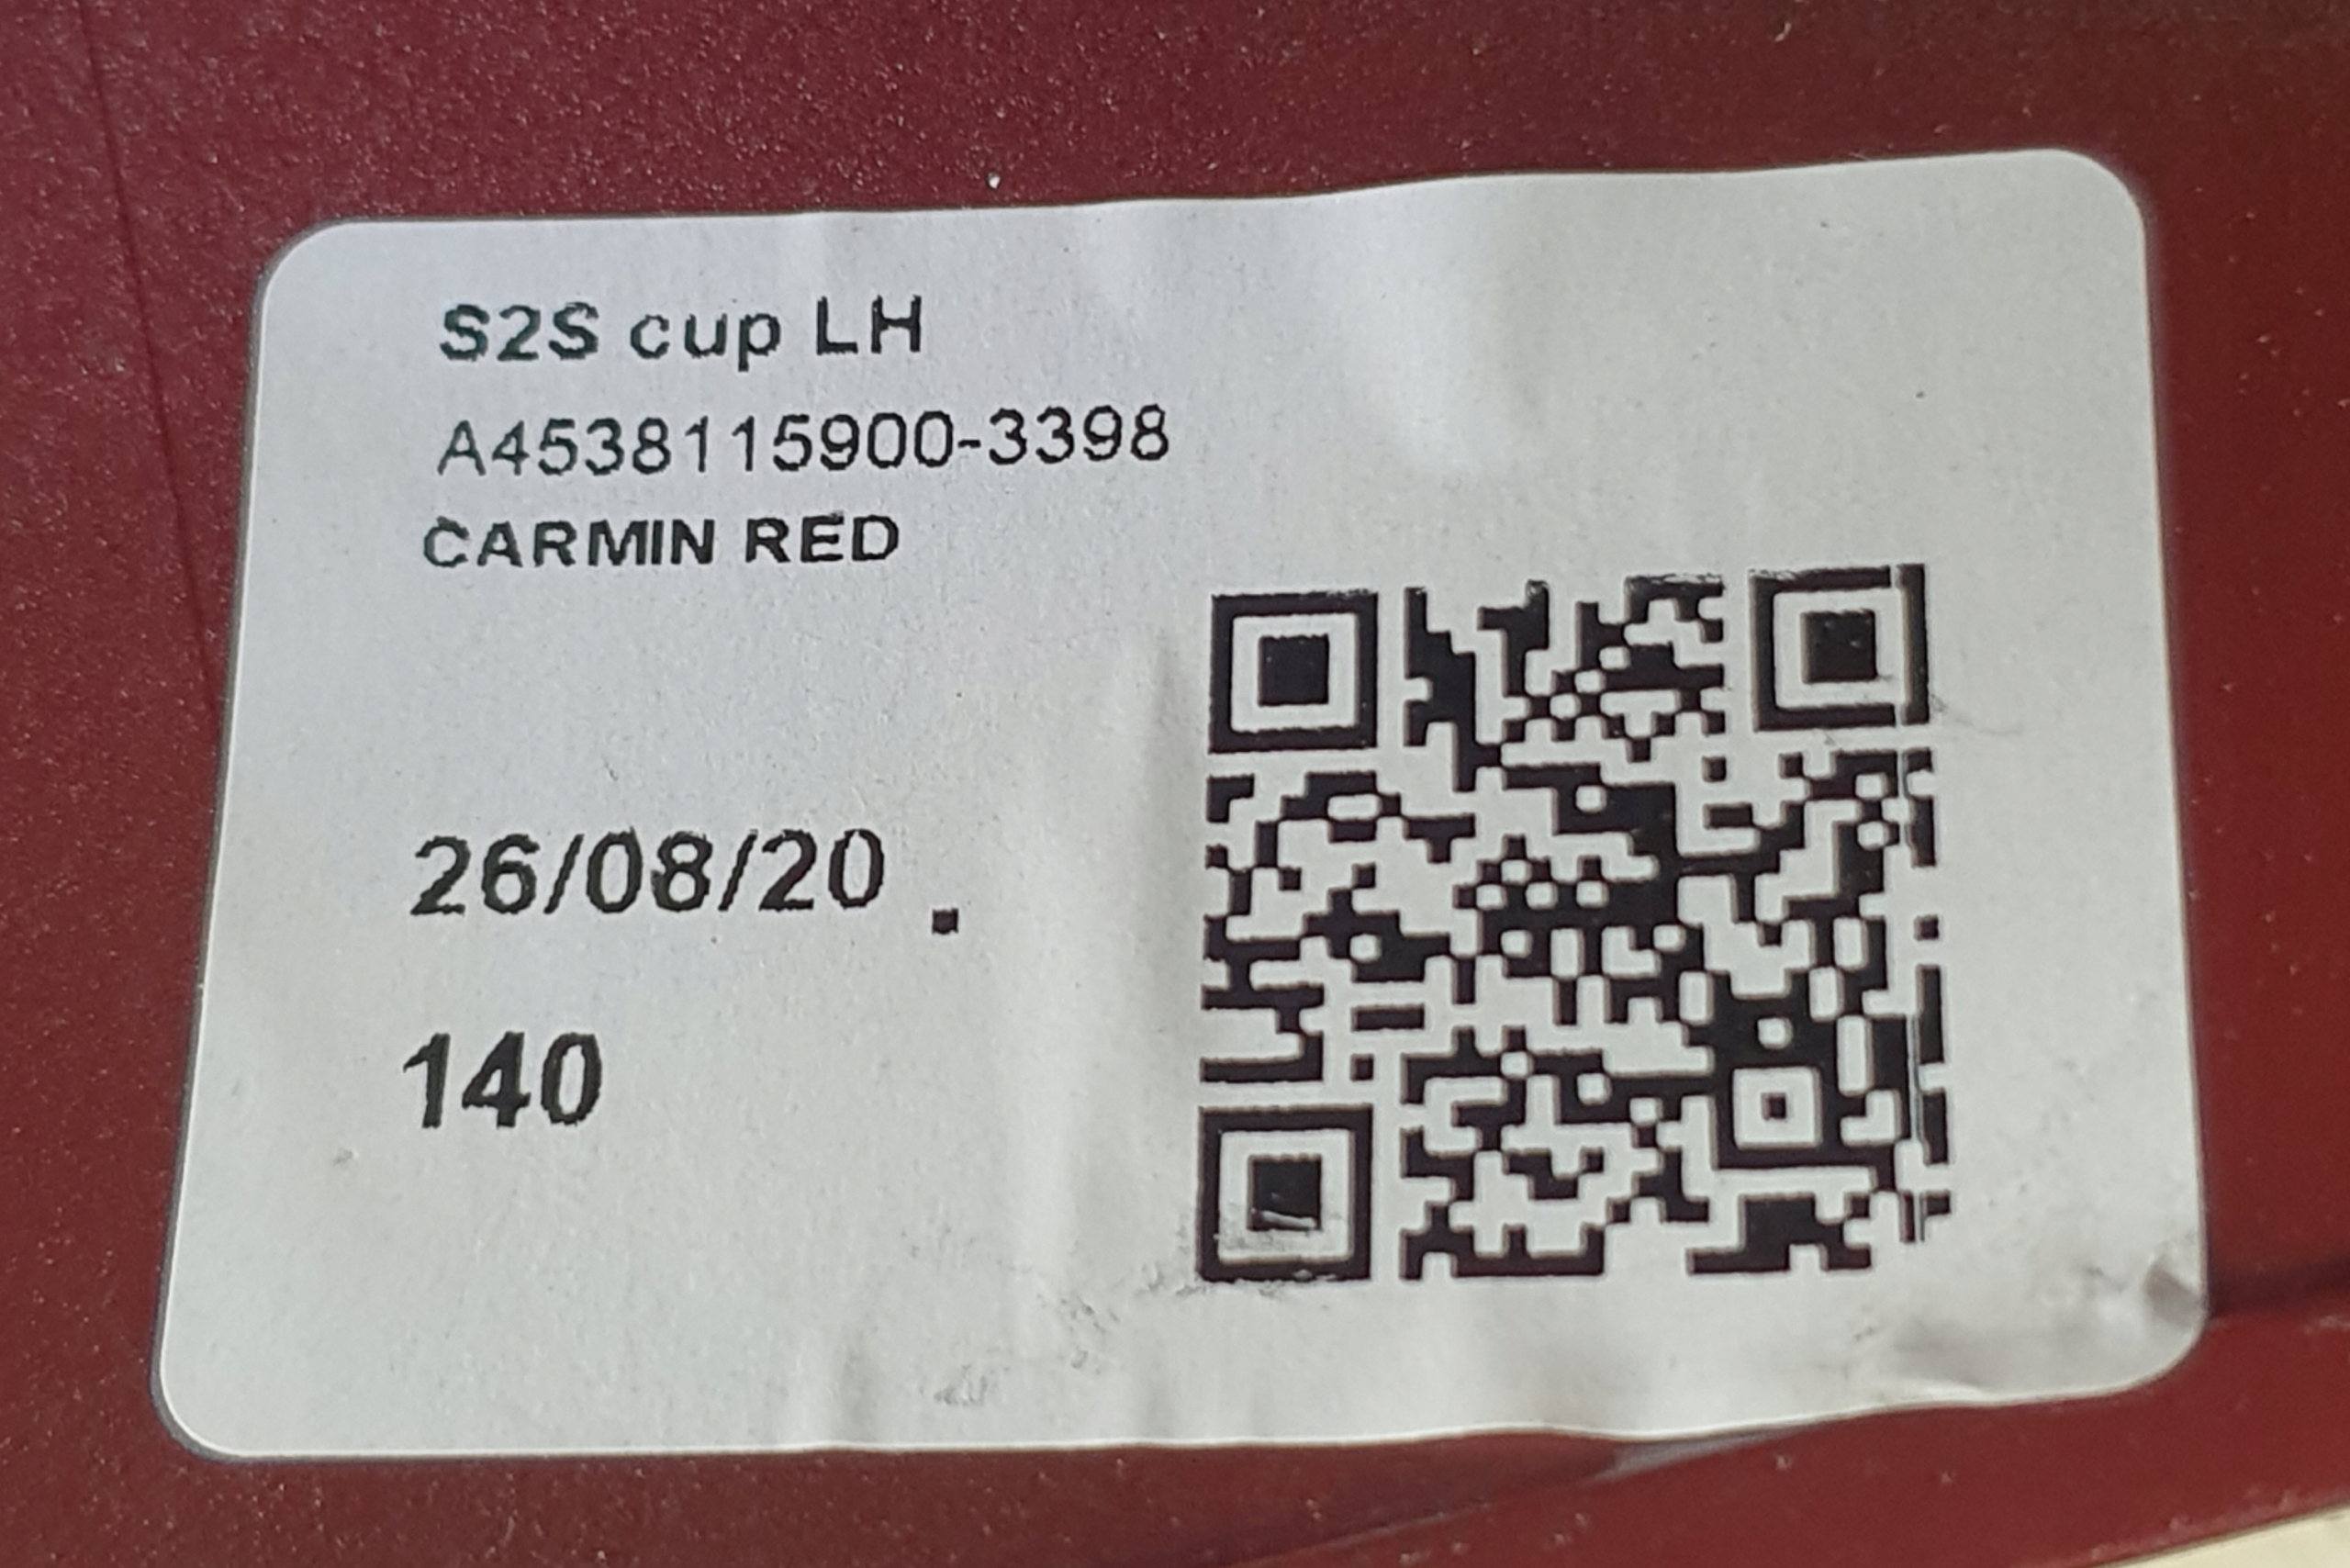 S2S cup LH
A4538115900-3398
CARMIN RED
26/08/20 .
140